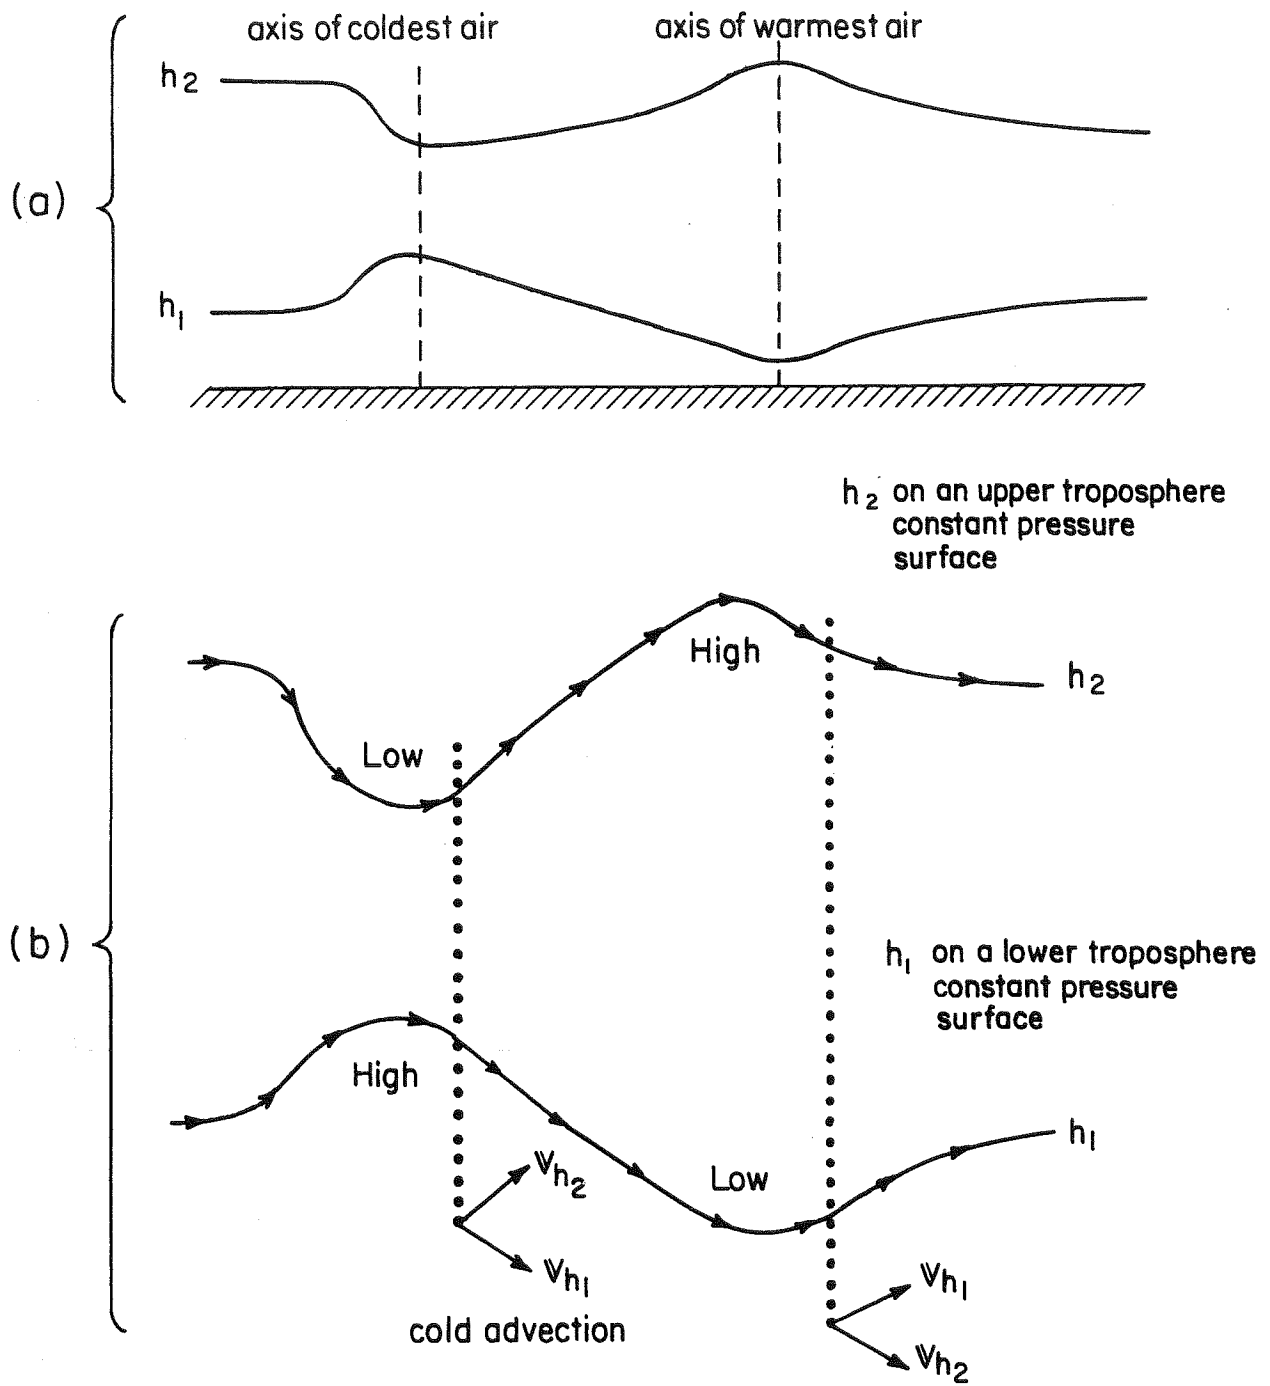 axis of coldest air
axis of warmest air
h2
(a)
h1
h2 on an upper troposphere
constant pressure
surface
High
h2
Low
(b)
h1 on a lower troposphere
constant pressure
surface
High
h1
Low
Vh2
Vh1
Vh1
cold advection
Vh2